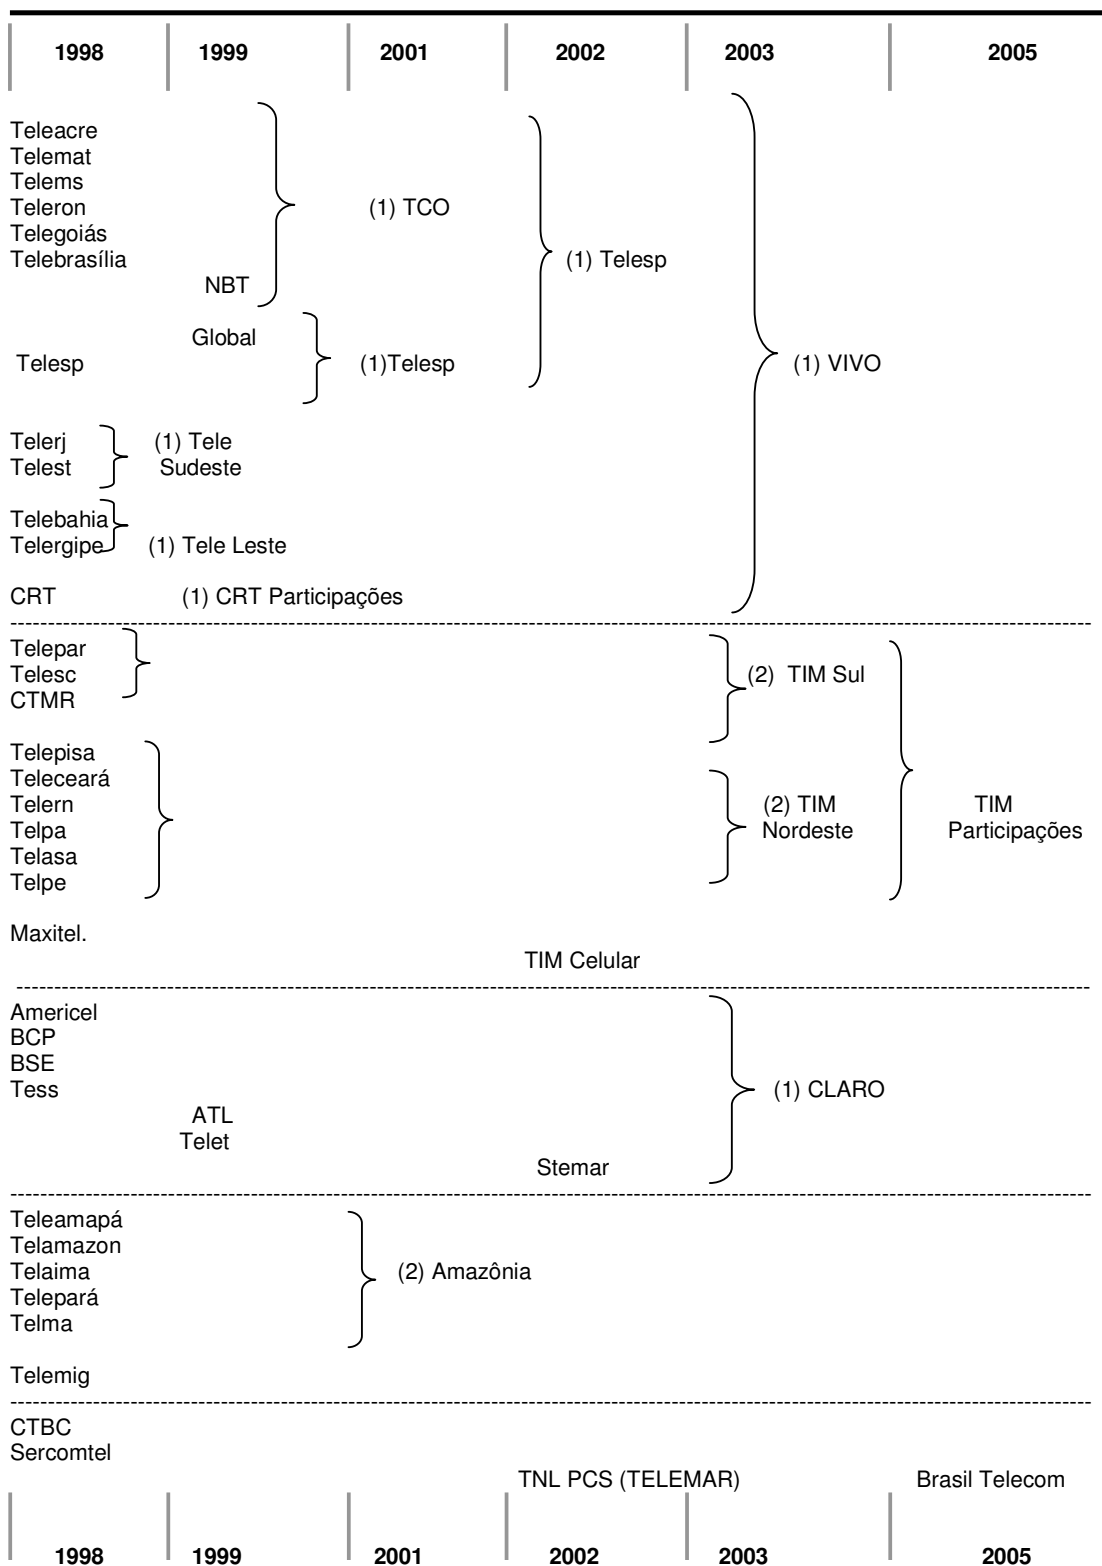 1998 1999 2001 2002 2003 2005
Teleacre
Telemat
Telems
Teleron (1) TCO
Telegoiás
Telebrasília (1) Telesp
NBT
Global
Telesp (1)Telesp (1) VIVO
Telerj (1) Tele
Telest Sudeste
Telebahia
Telergipe (1) Tele Leste
CRT (1) CRT Participações
Telepar
Telesc (2) TIM Sul
CTMR
Telepisa
Teleceará
Telern (2) TIM TIM
Telpa Nordeste Participações
Telasa
Telpe
Maxitel.
TIM Celular
Americel
BCP
BSE
Tess (1) CLARO
ATL
Telet
Stemar
Teleamapá
Telamazon
Telaima (2) Amazônia
Telepará
Telma
Telemig
CTBC
Sercomtel
TNL PCS (TELEMAR) Brasil Telecom
1998 1999 2001 2002 2003 2005